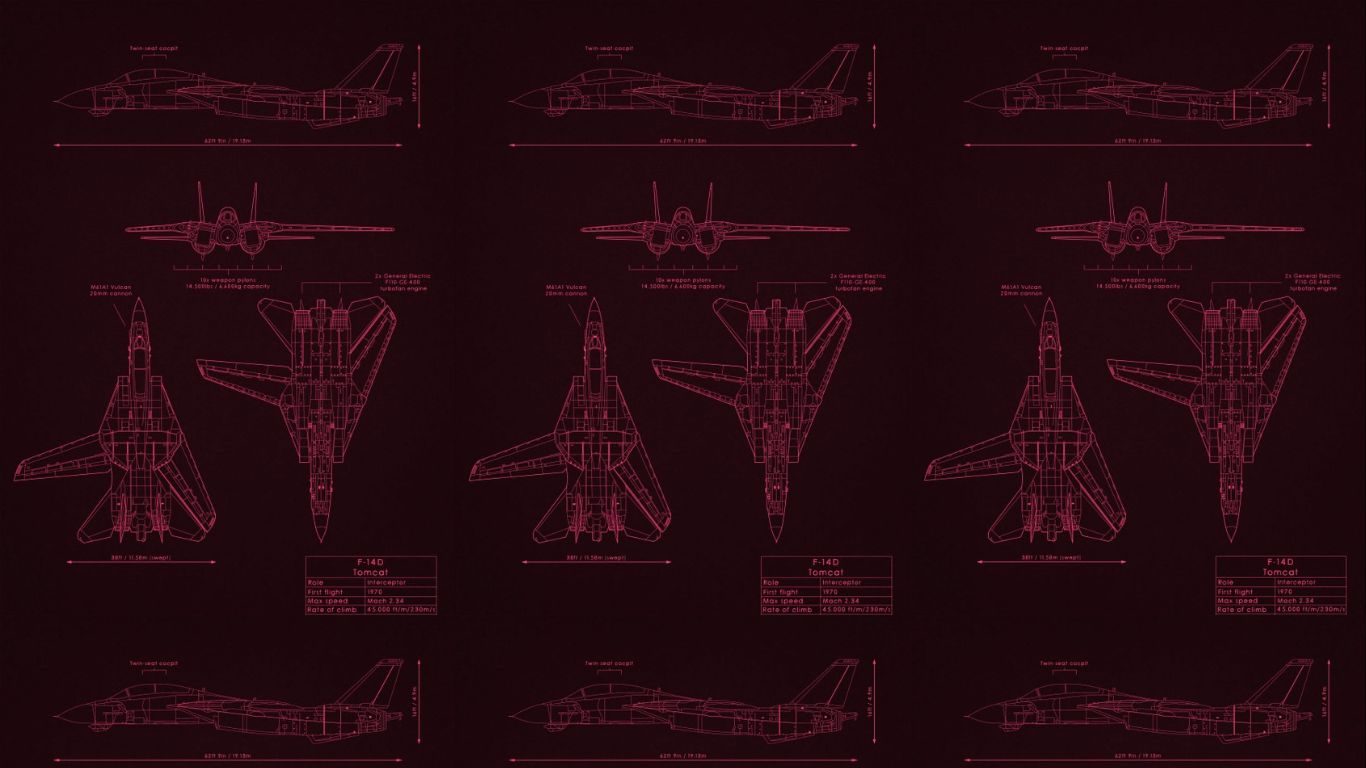 Twin-seat cocpit
16ft / 4.9m
62ft 9in / 19.13m
10x weapon pylons
14.500lbs / 6.600kg capacity
2x General Electric
F110-GE-400
turbofan engine
M61A1 Vulcan
20mm cannon
38ft / 11.58m (swept)
F-14D
Tomcat
Role Interceptor
First flight 1970
Max speed Mach 2.34
Rate of climb 45.000 ft/m/230m/s
Twin-seat cocpit
16ft / 4.9m
62ft 9in / 19.13m
10x weapon pylons
14.500lbs / 6.600kg capacity
2x General Electric
F110-GE-400
turbofan engine
M61A1 Vulcan
20mm cannon
38ft / 11.58m (swept)
F-14D
Tomcat
Role Interceptor
First flight 1970
Max speed Mach 2.34
Rate of climb 45.000 ft/m/230m/s
Twin-seat cocpit
16ft / 4.9m
62ft 9in / 19.13m
10x weapon pylons
14.500lbs / 6.600kg capacity
2x General Electric
F110-GE-400
turbofan engine
M61A1 Vulcan
20mm cannon
38ft / 11.58m (swept)
F-14D
Tomcat
Role Interceptor
First flight 1970
Max speed Mach 2.34
Rate of climb 45.000 ft/m/230m/s
Twin-seat cocpit
16ft / 4.9m
62ft 9in / 19.13m
Twin-seat cocpit
16ft / 4.9m
62ft 9in / 19.13m
Twin-seat cocpit
16ft / 4.9m
62ft 9in / 19.13m